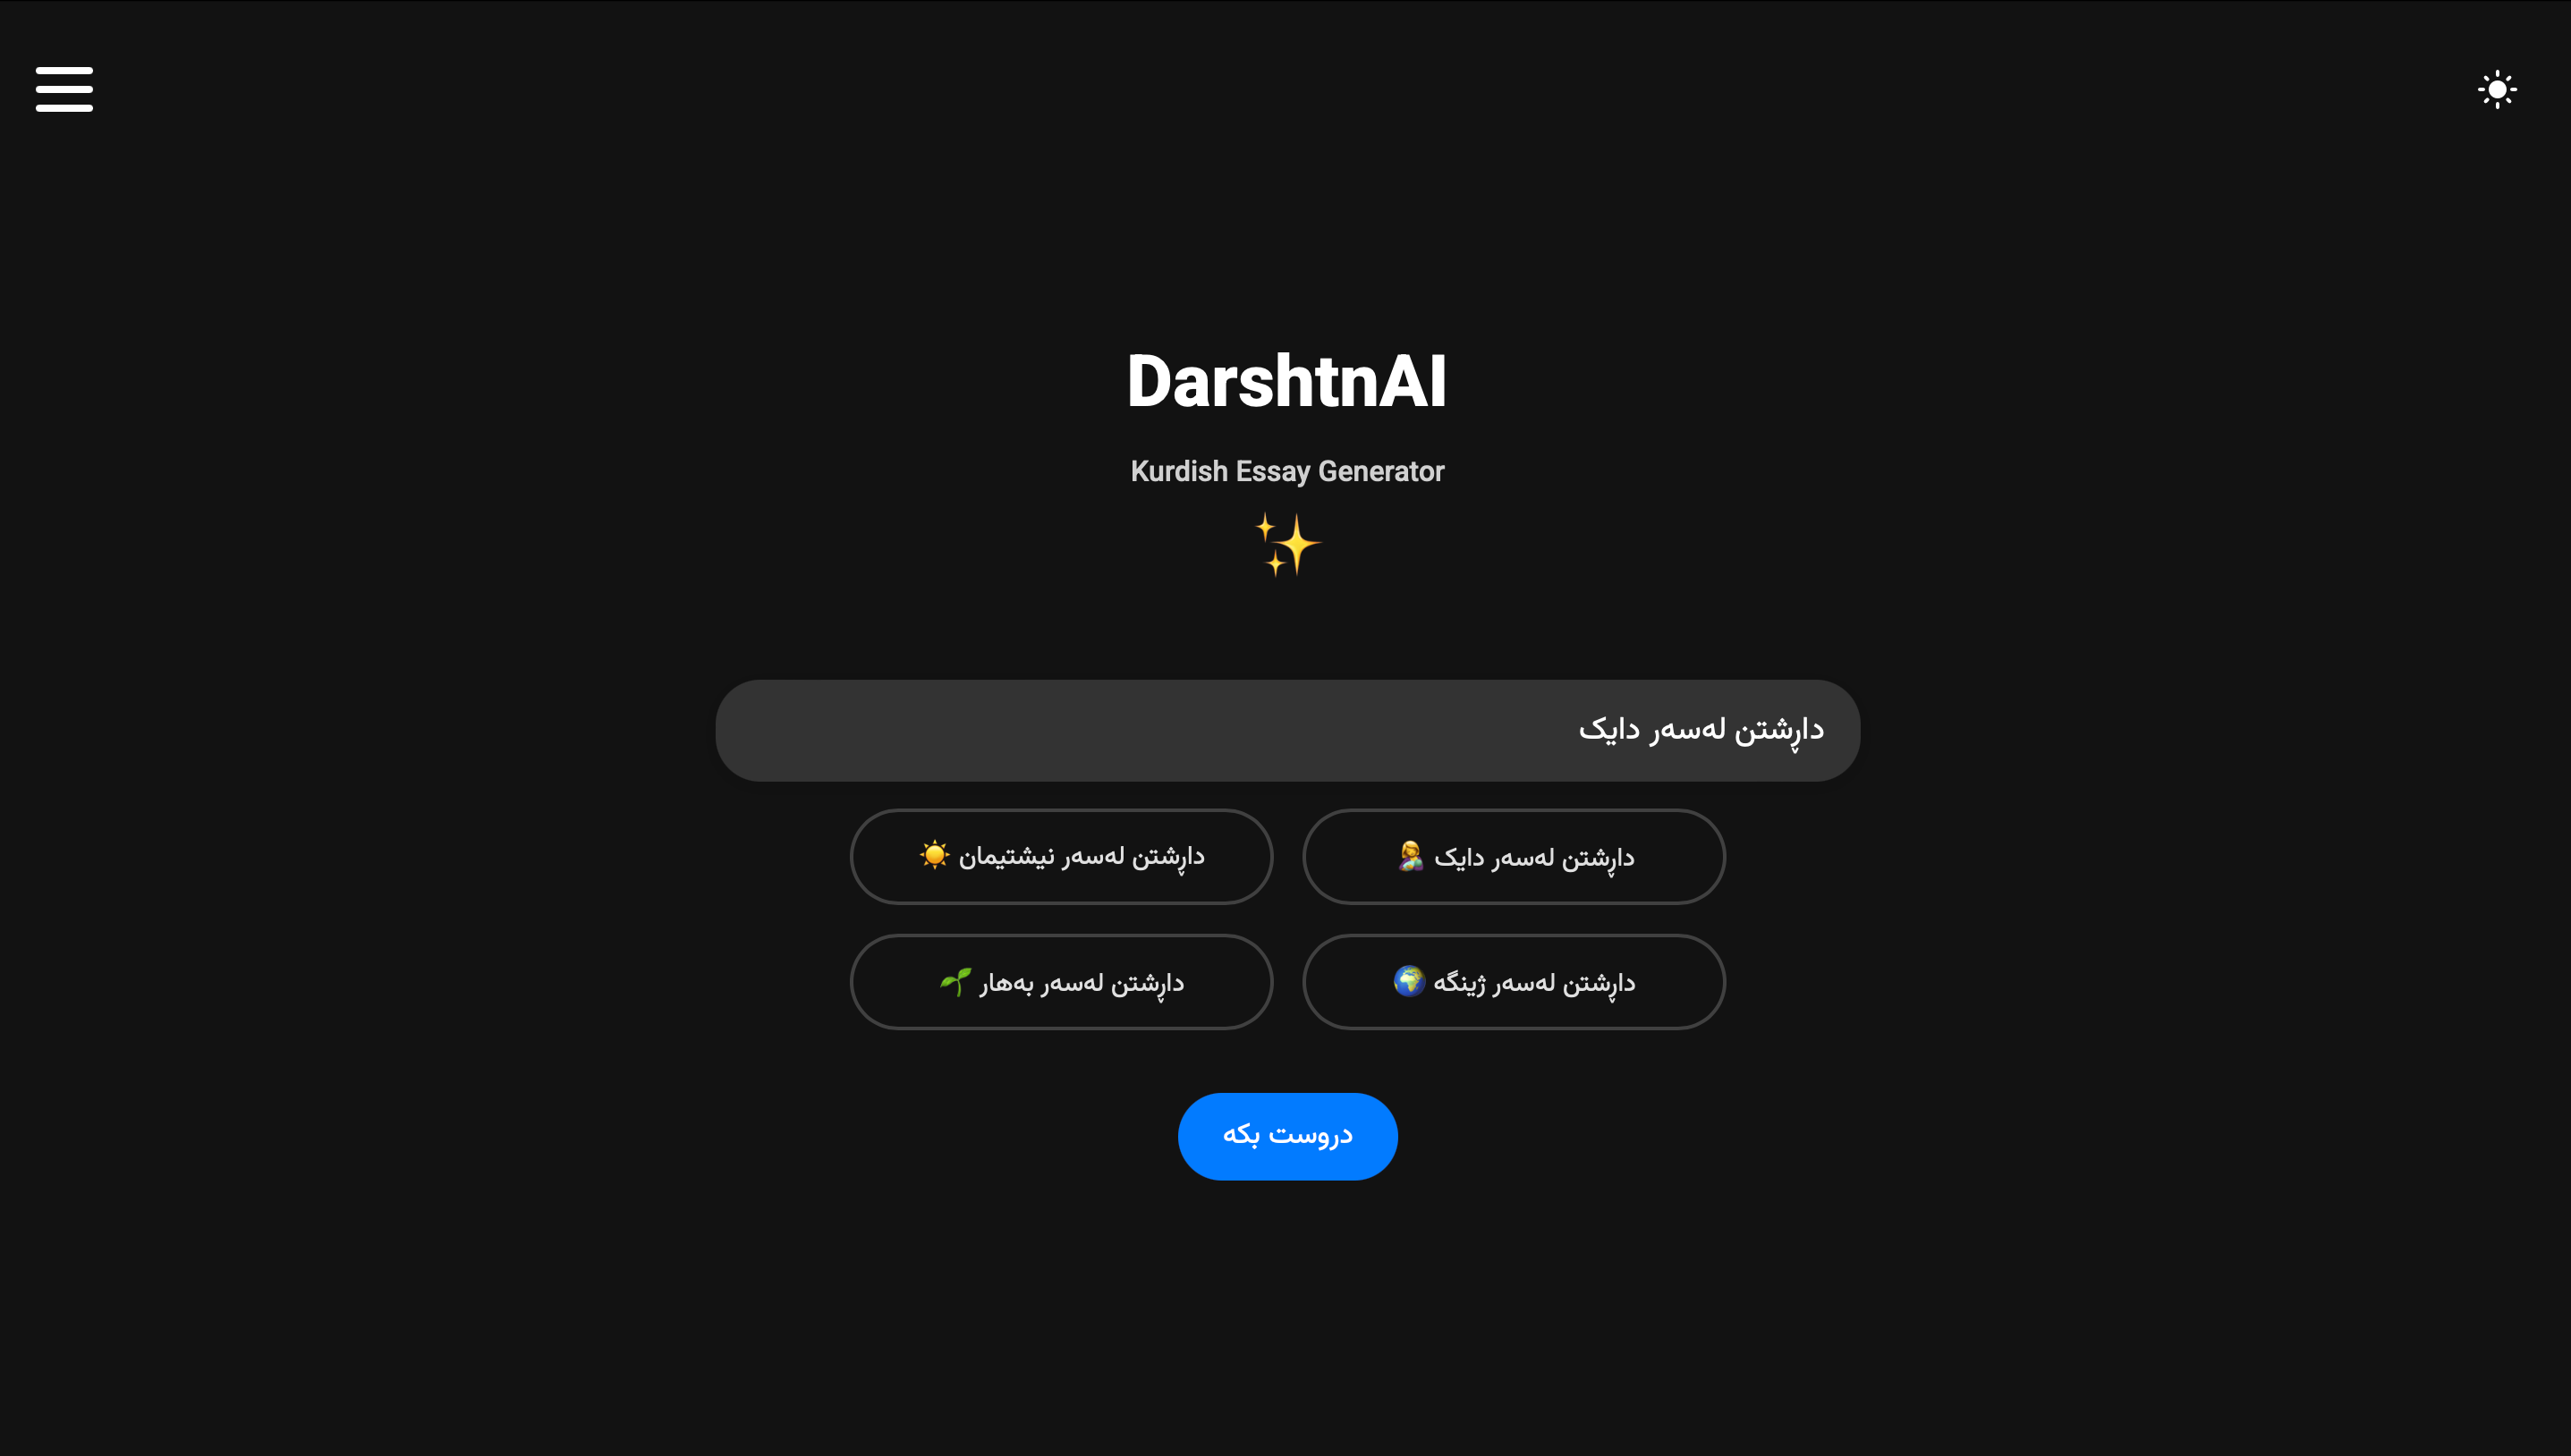 DarshtnAI
Kurdish Essay Generator
داڕشتن لەسەر دایک
داڕشتن لەسەر دایک 👩‍🍼
داڕشتن لەسەر نیشتیمان ☀️
داڕشتن لەسەر ژینگە 🌍
داڕشتن لەسەر بەهار 🌱
دروست بکە